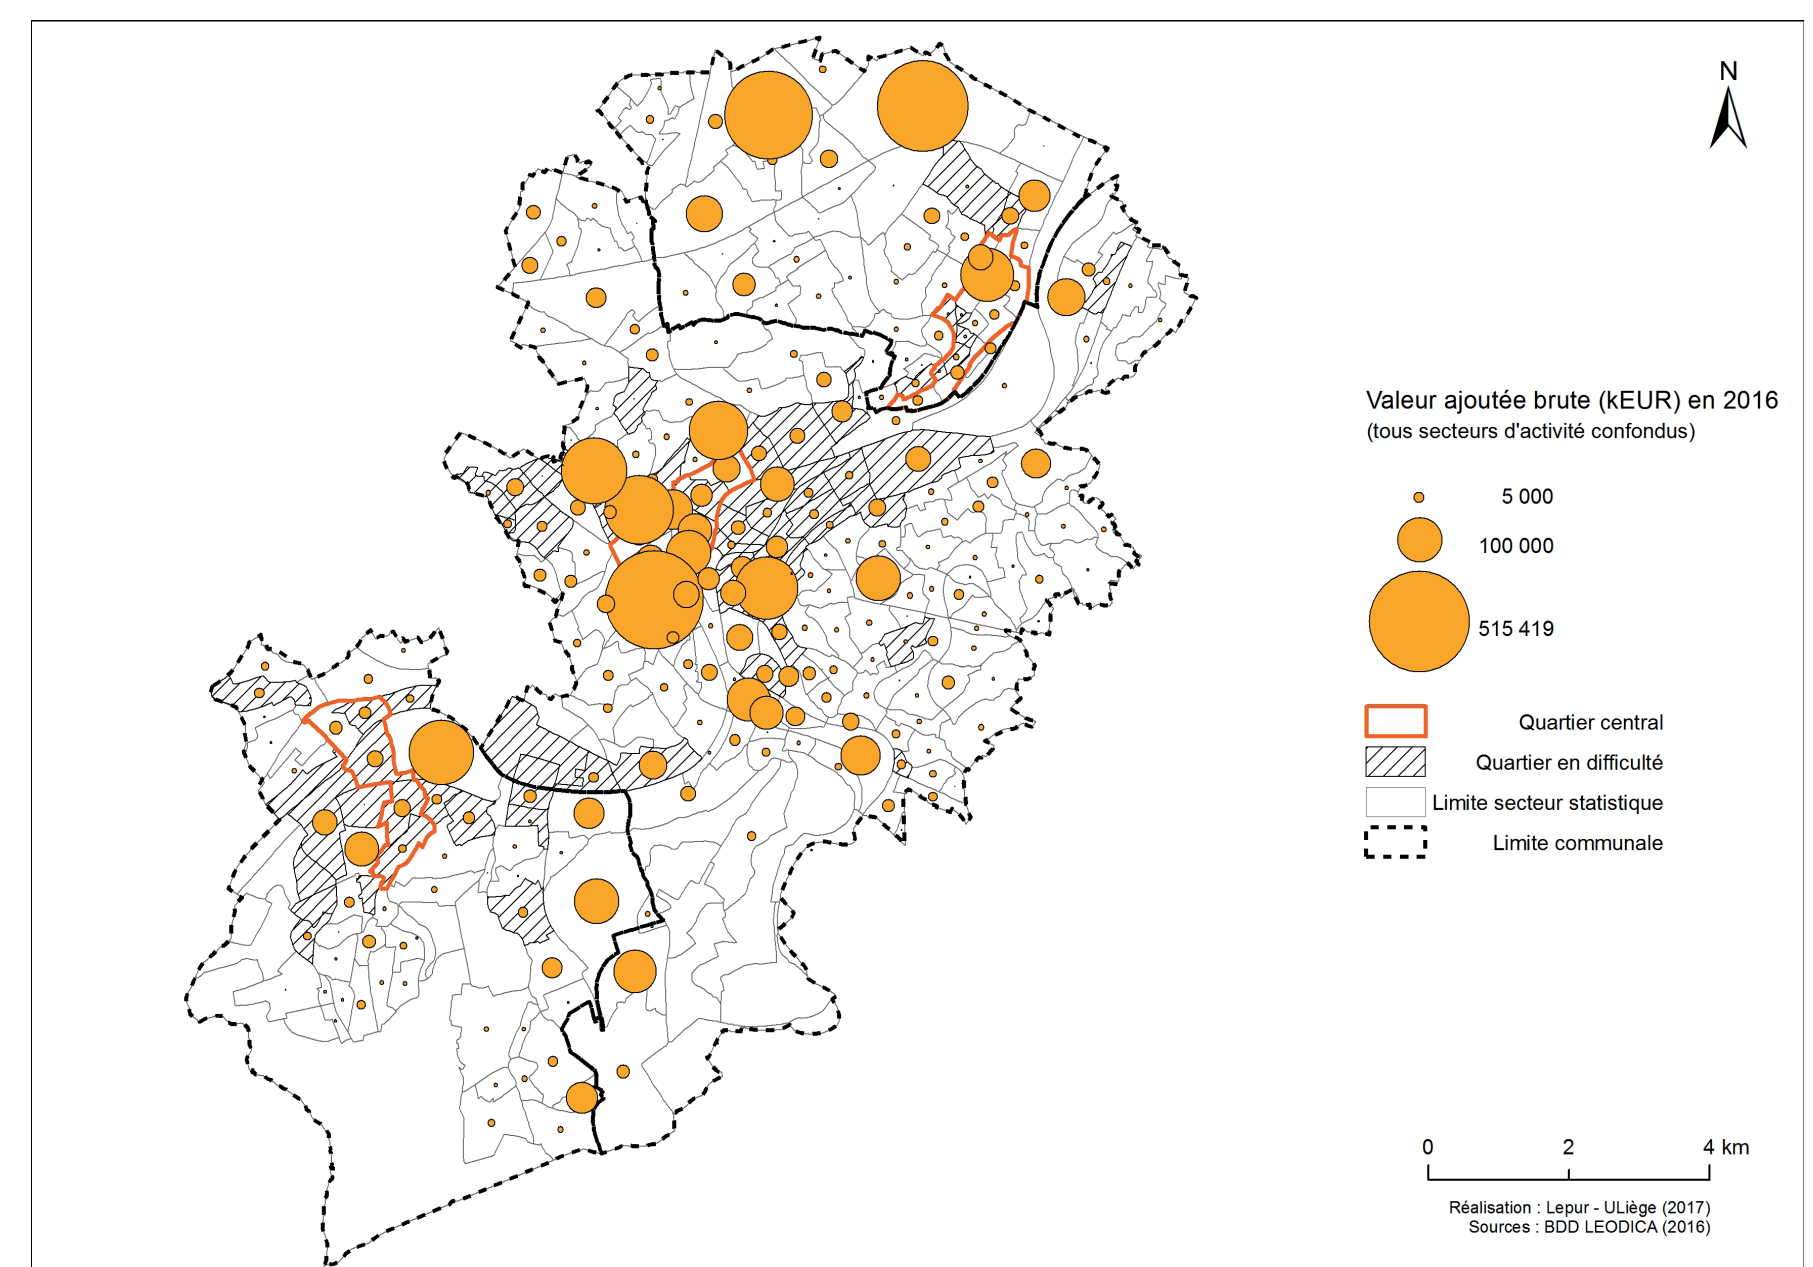 N
Valeur ajoutée brute (kEUR) en 2016
(tous secteurs d'activité confondus)
5 000
100 000
515 419
Quartier central
Quartier en difficulté
Limite secteur statistique
Limite communale
0 2 4 km
Réalisation : Lepur - ULiège (2017)
Sources : BDD LEODICA (2016)